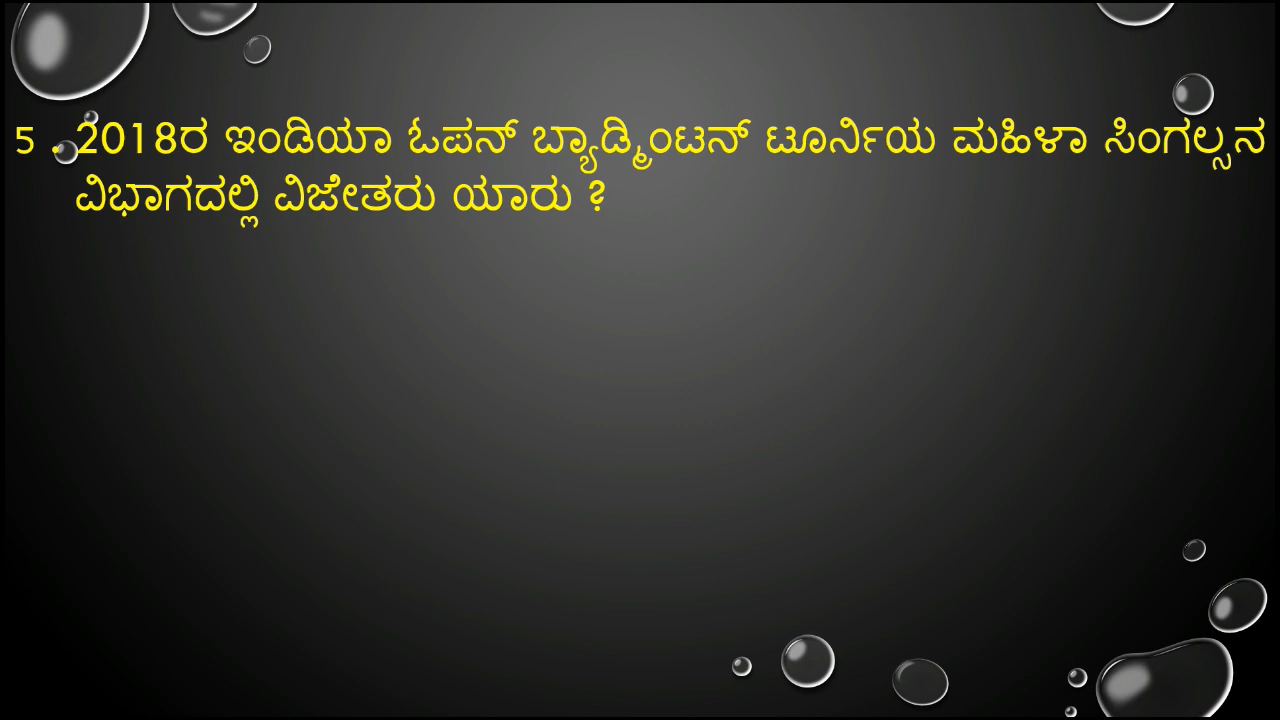 5 . 2018ರ ಇಂಡಿಯಾ ಓಪನ್ ಬ್ಯಾಡ್ಮಿಂಟನ್ ಟೂರ್ನಿಯ ಮಹಿಳಾ ಸಿಂಗಲ್ಸನ
ವಿಭಾಗದಲ್ಲಿ ವಿಜೇತರು ಯಾರು ?